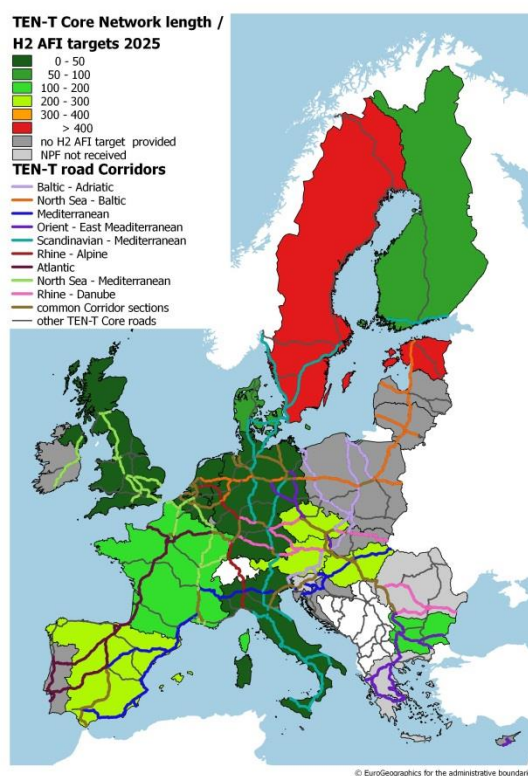 TEN-T Core Network length /
H2 AFI targets 2025
0 - 50
50 - 100
100 - 200
200 - 300
300 - 400
> 400
no H2 AFI target provided
NPF not received
TEN-T road Corridors
Baltic - Adriatic
North Sea - Baltic
Mediterranean
Orient - East Meaditerranean
Scandinavian - Mediterranean
Rhine - Alpine
Atlantic
North Sea - Mediterranean
Rhine - Danube
common Corridor sections
other TEN-T Core roads
© EuroGeographics for the administrative boundari